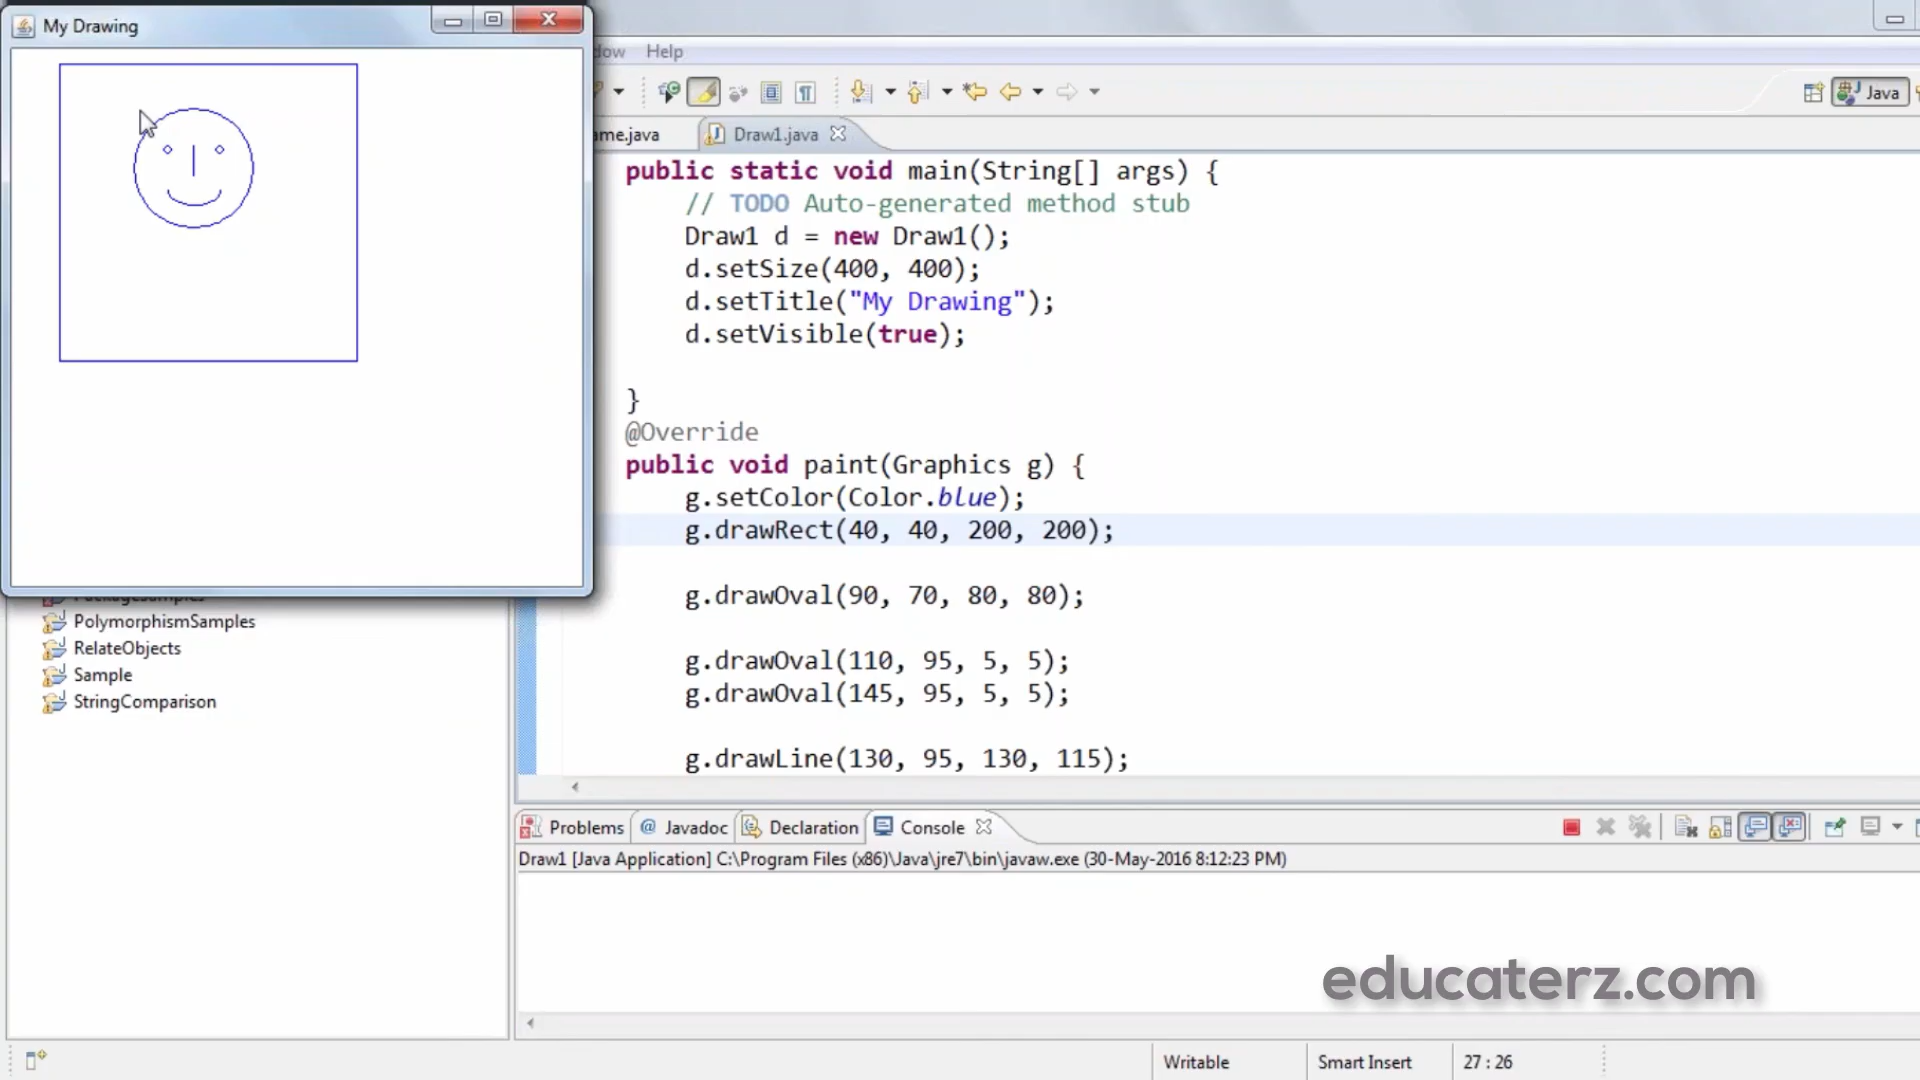 My Drawing
dow Help
Java
ame.java
Draw1.java
public static void main(String[] args) {
// TODO Auto-generated method stub
Draw1 d = new Draw1();
d.setSize(400, 400);
d.setTitle("My Drawing");
d.setVisible(true);
}
@Override
public void paint(Graphics g) {
g.setColor(Color.blue);
g.drawRect(40, 40, 200, 200);
g.drawOval(90, 70, 80, 80);
g.drawOval(110, 95, 5, 5);
g.drawOval(145, 95, 5, 5);
g.drawLine(130, 95, 130, 115);
PolymorphismSamples
RelateObjects
Sample
StringComparison
Problems @ Javadoc Declaration Console
Draw1 [Java Application] C:\Program Files (x86)\Java\jre7\bin\javaw.exe (30-May-2016 8:12:23 PM)
educaterz.com
Writable Smart Insert 27 : 26